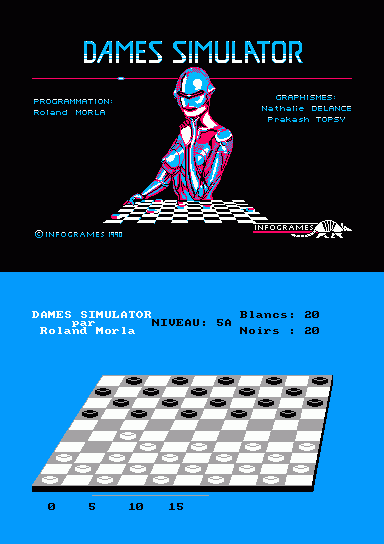 DAMES SIMULATOR
PROGRAMMATION:
Roland MORLA
GRAPHISMES:
Nathalie DELANCE
Prakash TOPSY
© INFOGRAMES 1990
INFOGRAMES
DAMES SIMULATOR
par
Roland Morla
NIVEAU: 5A
Blancs: 20
Noirs : 20
0 5 10 15